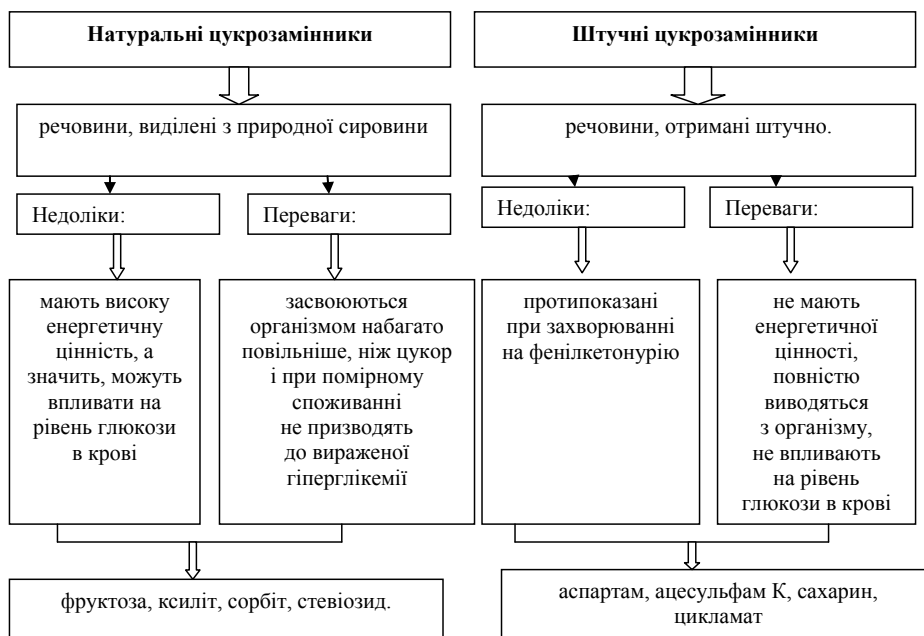 Натуральні цукрозамінники
речовини, виділені з природної сировини
Недоліки:
Переваги:
мають високу
енергетичну
цінність, а
значить, можуть
впливати на
рівень глюкози
в крові
засвоюються
організмом набагато
повільніше, ніж цукор
і при помірному
споживанні
не призводять
до вираженої
гіперглікемії
фруктоза, ксиліт, сорбіт, стевіозид.
Штучні цукрозамінники
речовини, отримані штучно.
Недоліки:
Переваги:
протипоказані
при захворюванні
на фенілкетонурію
не мають
енергетичної
цінності,
повністю
виводяться
з організму,
не впливають
на рівень
глюкози в крові
аспартам, ацесульфам К, сахарин,
цикламат